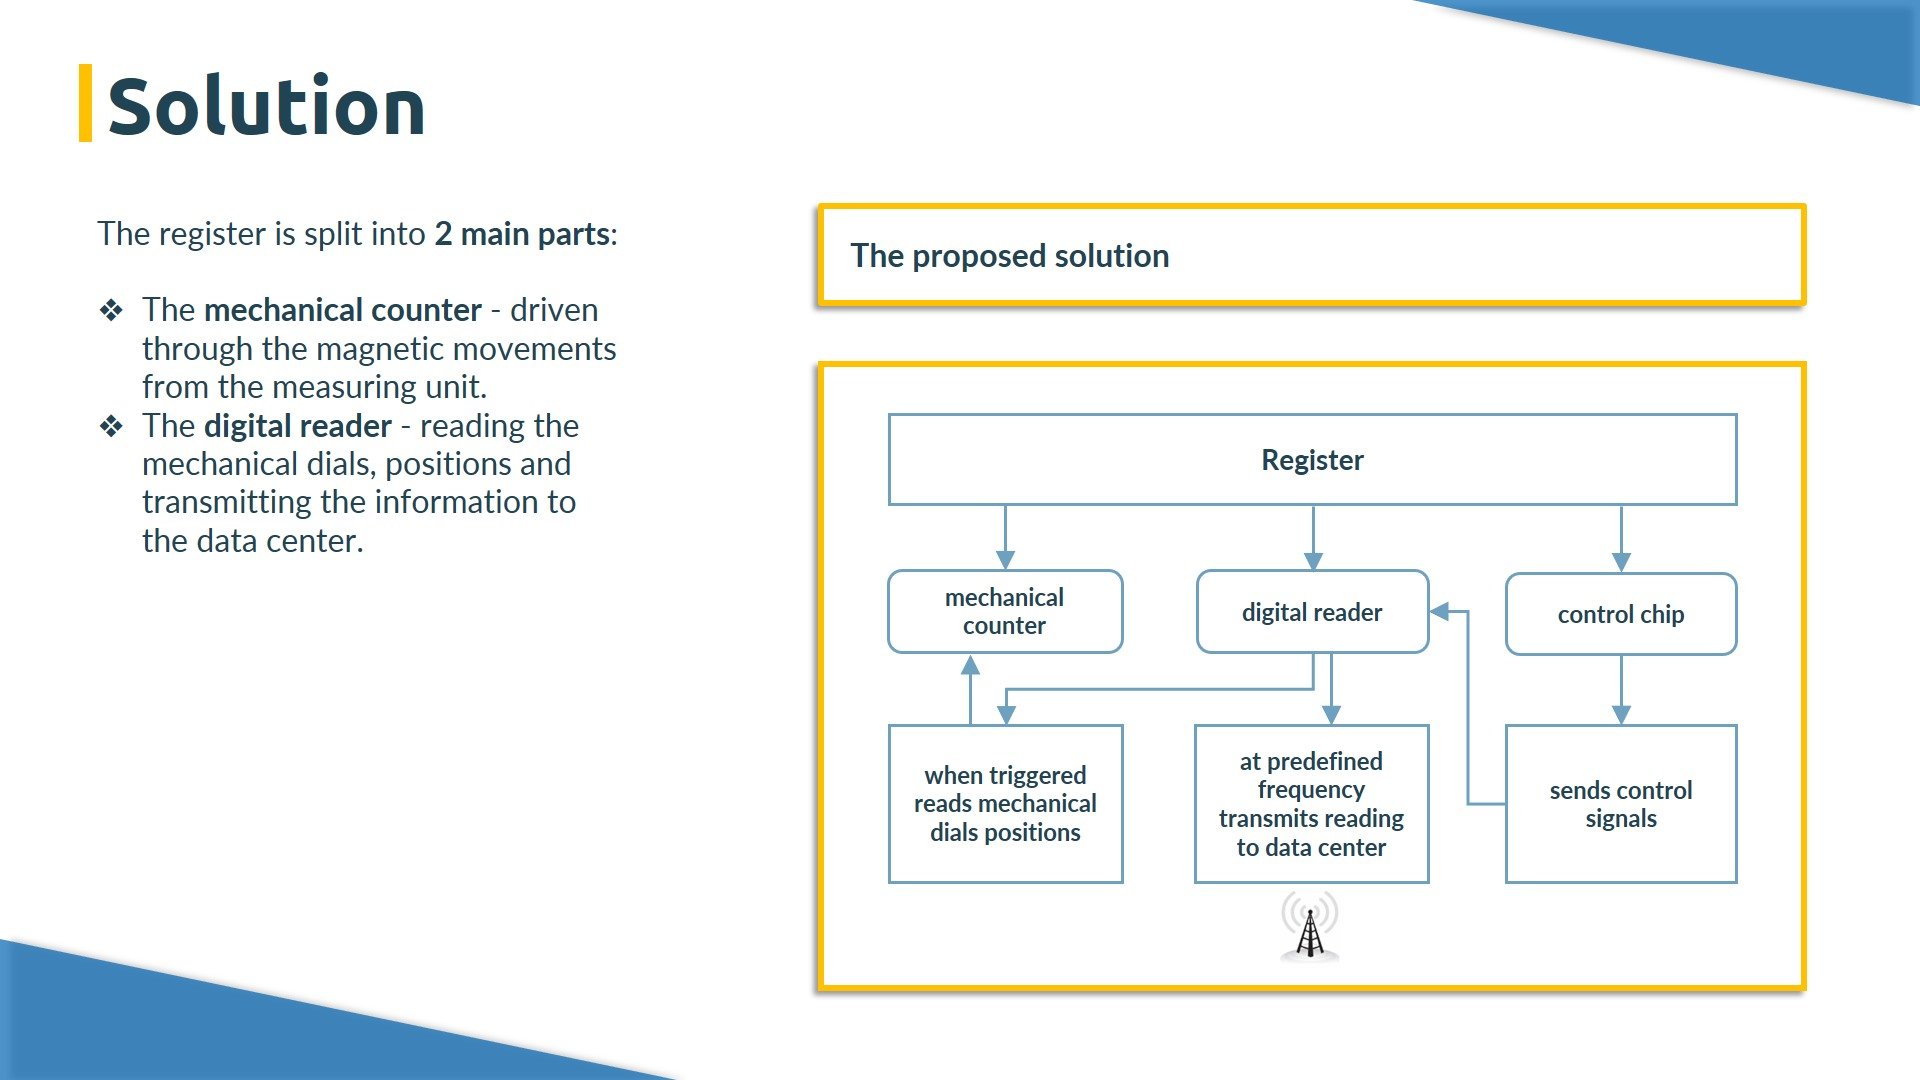 Solution
The register is split into 2 main parts:
❖ The mechanical counter - driven
through the magnetic movements
from the measuring unit.
❖ The digital reader - reading the
mechanical dials, positions and
transmitting the information to
the data center.
The proposed solution
Register
mechanical
counter
digital reader
control chip
when triggered
reads mechanical
dials positions
at predefined
frequency
transmits reading
to data center
sends control
signals